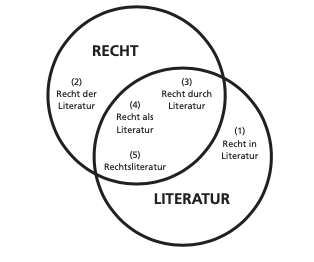 RECHT
(2)
Recht der
Literatur
(3)
Recht durch
Literatur
(4)
Recht als
Literatur
(1)
Recht in
Literatur
(5)
Rechtsliteratur
LITERATUR